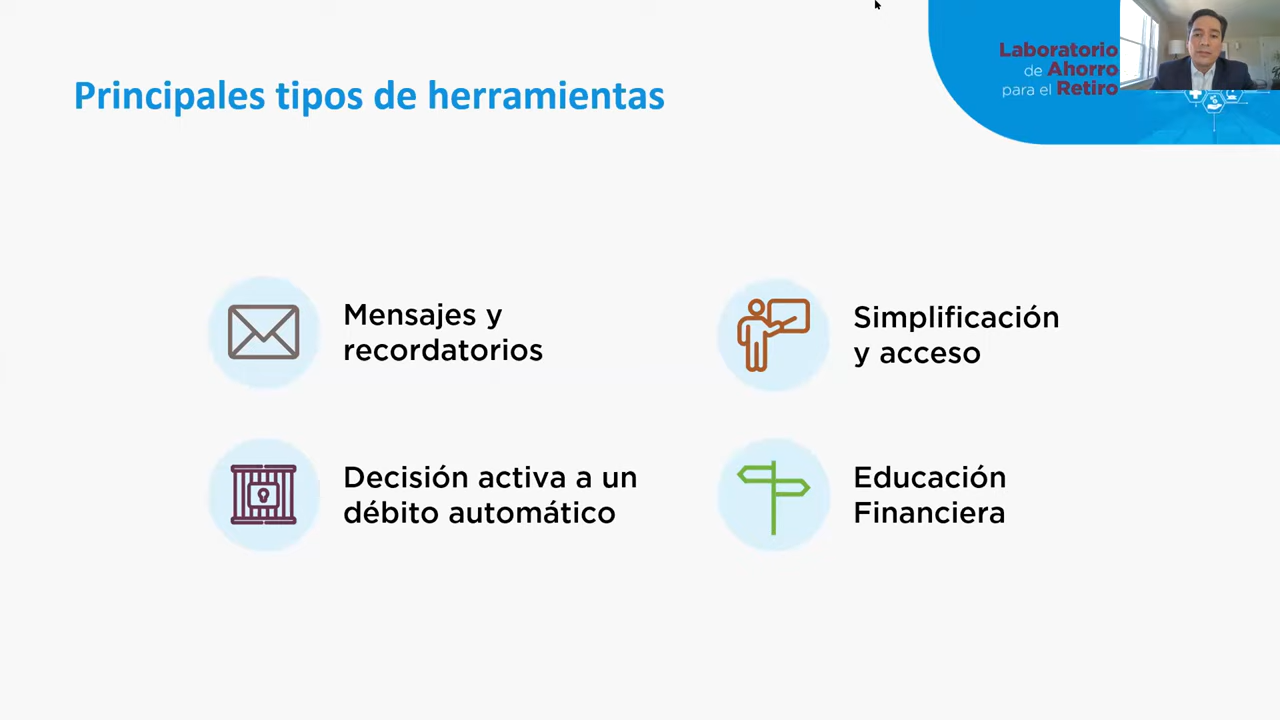 Principales tipos de herramientas
Laboratorio
de Ahorro
para el Retiro
Mensajes y
recordatorios
Simplificación
y acceso
Decisión activa a un
débito automático
Educación
Financiera